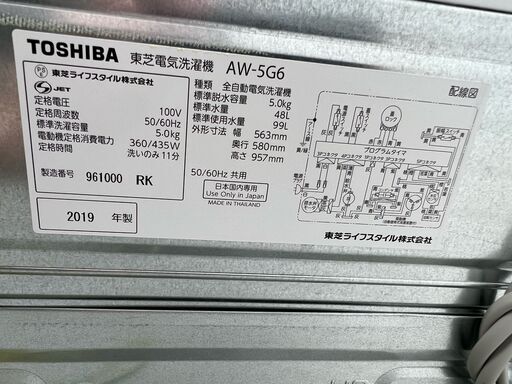 TOSHIBA 東芝電気洗濯機 AW-5G6
PSE
東芝ライフスタイル株式会社
JET
定格電圧 100V
定格周波数 50/60Hz
標準洗濯容量 5.0kg
電動機定格消費電力 360/435W
定格時間 洗いのみ11分
製造番号 961000 RK
2019 年製
種類 全自動電気洗濯機
標準脱水容量 5.0kg
標準水量 48L
標準使用水量 99L
外形寸法 幅 563mm
奥行 580mm
高さ 957mm
50/60Hz 共用
日本国内専用
Use Only in Japan
MADE IN THAILAND
配線図
プログラムタイマ
東芝ライフスタイル株式会社